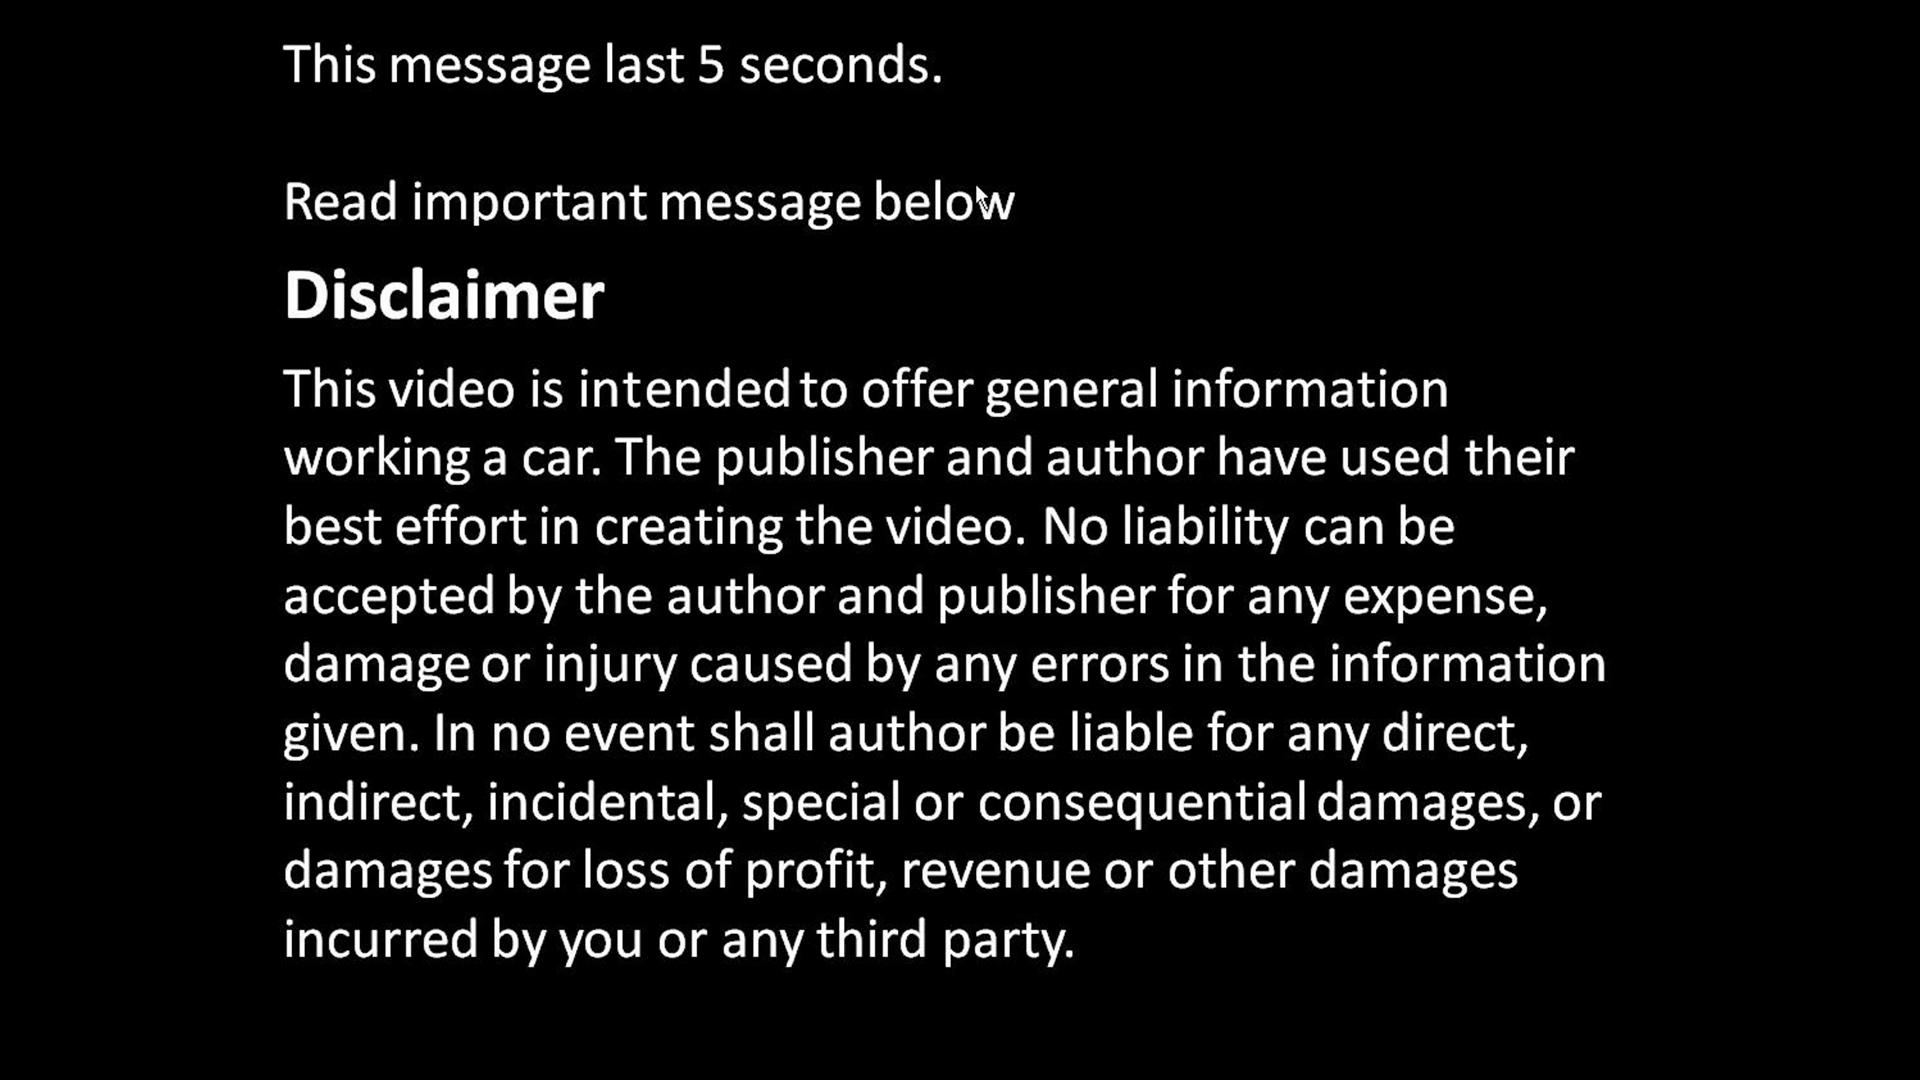 This message last 5 seconds.
Read important message below
Disclaimer
This video is intended to offer general information
working a car. The publisher and author have used their
best effort in creating the video. No liability can be
accepted by the author and publisher for any expense,
damage or injury caused by any errors in the information
given. In no event shall author be liable for any direct,
indirect, incidental, special or consequential damages, or
damages for loss of profit, revenue or other damages
incurred by you or any third party.